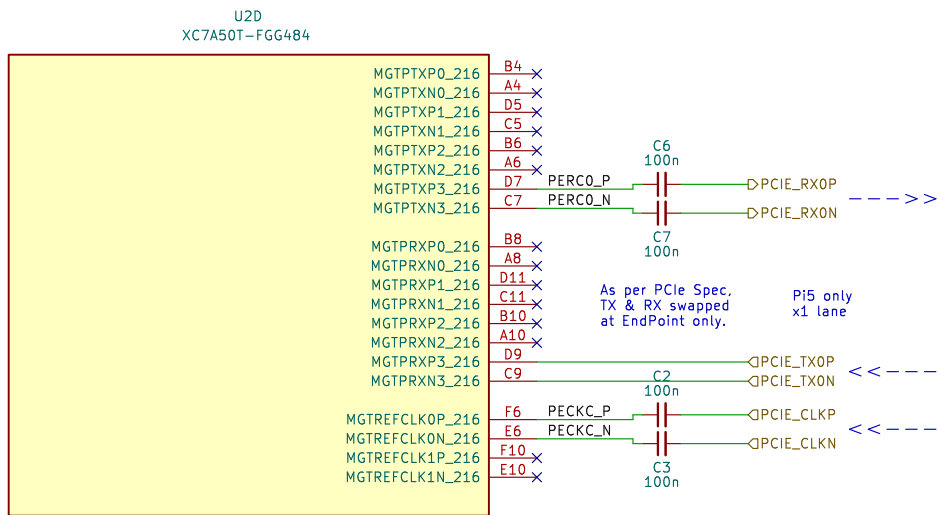 U2D
XC7A50T-FGG484
MGTPTXP0_216 B4
MGTPTXN0_216 A4
MGTPTXP1_216 D5
MGTPTXN1_216 C5
MGTPTXP2_216 B6
MGTPTXN2_216 A6
MGTPTXP3_216 D7 PERC0_P C6 100n PCIE_RX0P
MGTPTXN3_216 C7 PERC0_N C7 100n PCIE_RX0N
--->>
MGTPRXP0_216 B8
MGTPRXN0_216 A8
MGTPRXP1_216 D11
MGTPRXN1_216 C11
MGTPRXP2_216 B10
MGTPRXN2_216 A10
As per PCIe Spec,
TX & RX swapped
at EndPoint only.
Pi5 only
x1 lane
MGTPRXP3_216 D9 PCIE_TX0P
MGTPRXN3_216 C9 PCIE_TX0N
<<---
MGTREFCLK0P_216 F6 PECKC_P C2 100n PCIE_CLKP
MGTREFCLK0N_216 E6 PECKC_N C3 100n PCIE_CLKN
<<---
MGTREFCLK1P_216 F10
MGTREFCLK1N_216 E10